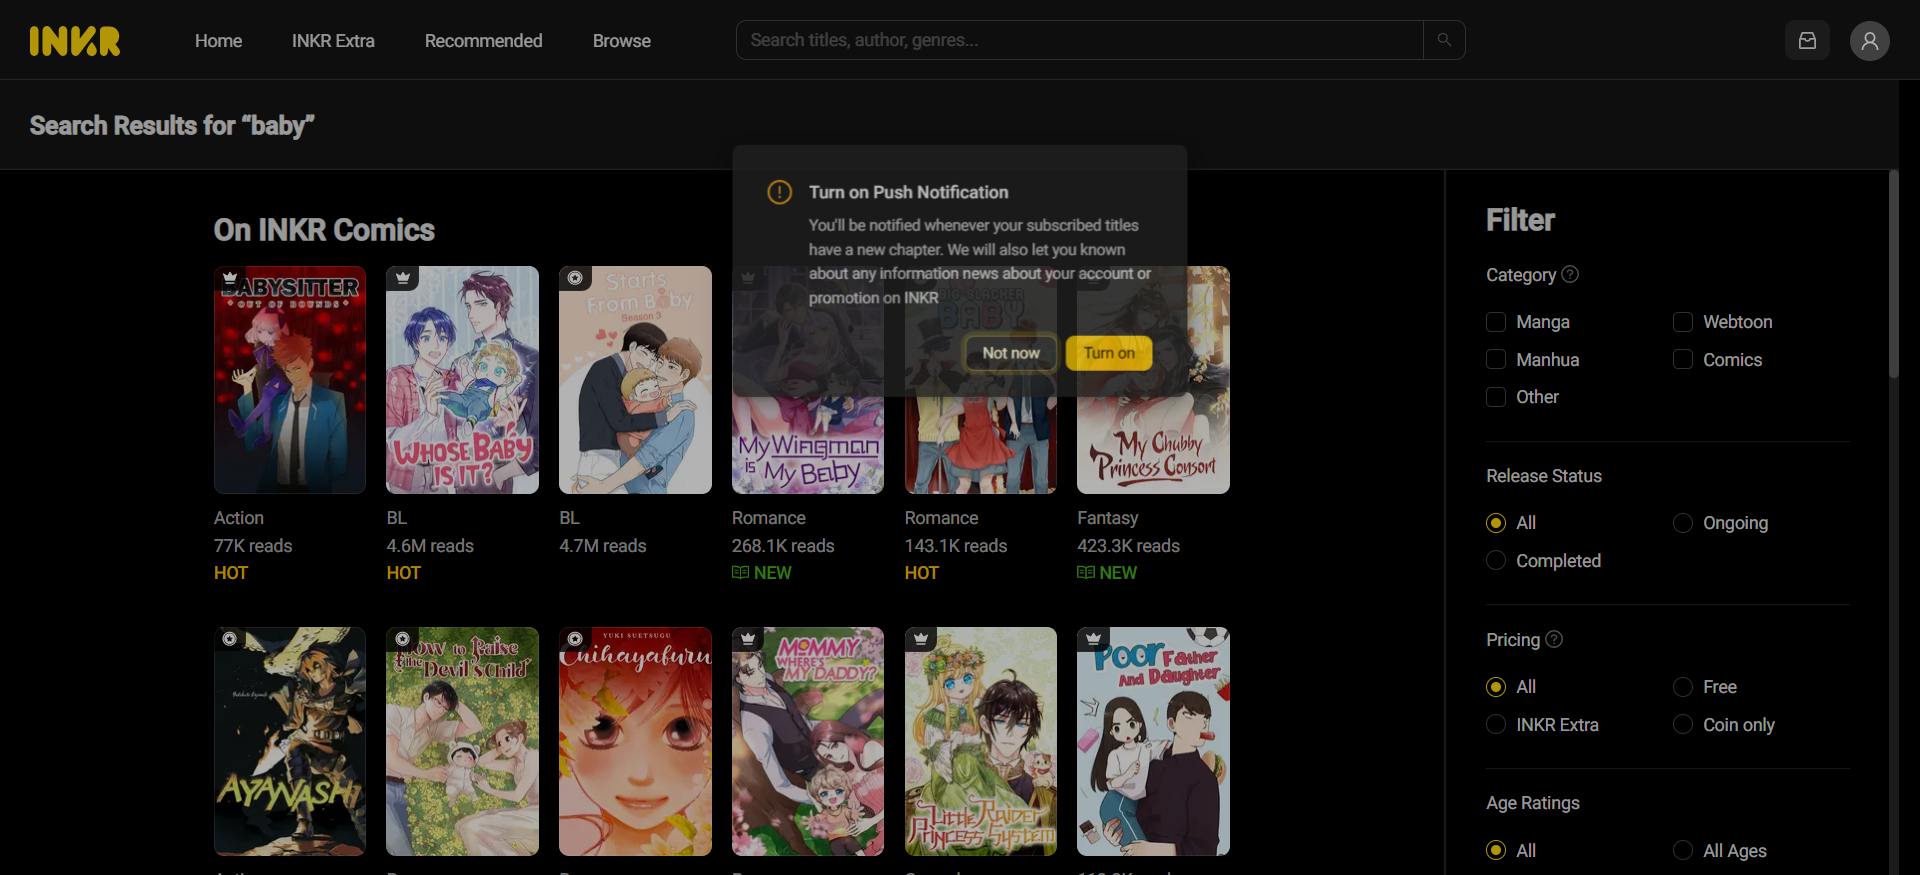 INKR
Home
INKR Extra
Recommended
Browse
Search titles, author, genres...
Search Results for “baby”
Turn on Push Notification
You'll be notified whenever your subscribed titles
have a new chapter. We will also let you known
about any information news about your account or
promotion on INKR
Not now
Turn on
On INKR Comics
BABYSITTER
OUT OF BOUNDS
WHOSE BABY
IS IT?
Starts
From Baby
Season 3
My Wingman
is My Baby
BIG SLACKER
BABY
My Chubby
Princess Consort
Action
77K reads
HOT
BL
4.6M reads
HOT
BL
4.7M reads
Romance
268.1K reads
NEW
Romance
143.1K reads
HOT
Fantasy
423.3K reads
NEW
AYANASHI
How to Raise
the Devil's Child
YUKI SUETSUGU
Chihayafuru
MOMMY
WHERE'S
MY DADDY?
Little Raider
Princess System
Poor Father
And Daughter
Filter
Category
Manga
Webtoon
Manhua
Comics
Other
Release Status
All
Ongoing
Completed
Pricing
All
Free
INKR Extra
Coin only
Age Ratings
All
All Ages